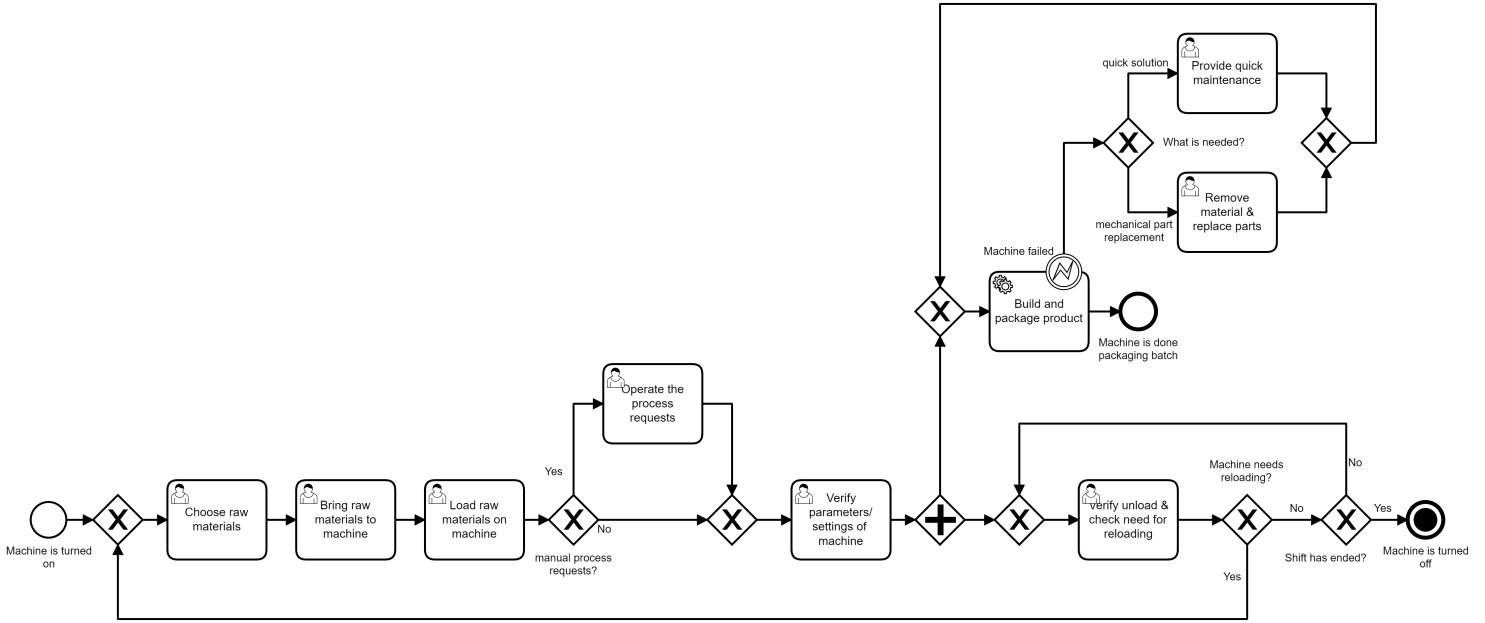 quick solution
Provide quick
maintenance
What is needed?
mechanical part
replacement
Remove
material &
replace parts
Machine failed
Build and
package product
Machine is done
packaging batch
Operate the
process
requests
Yes
No
manual process
requests?
Machine is turned
on
Choose raw
materials
Bring raw
materials to
machine
Load raw
materials on
machine
Verify
parameters/
settings of
machine
verify unload &
check need for
reloading
Machine needs
reloading?
No
Yes
No
Shift has ended?
Yes
Machine is turned
off